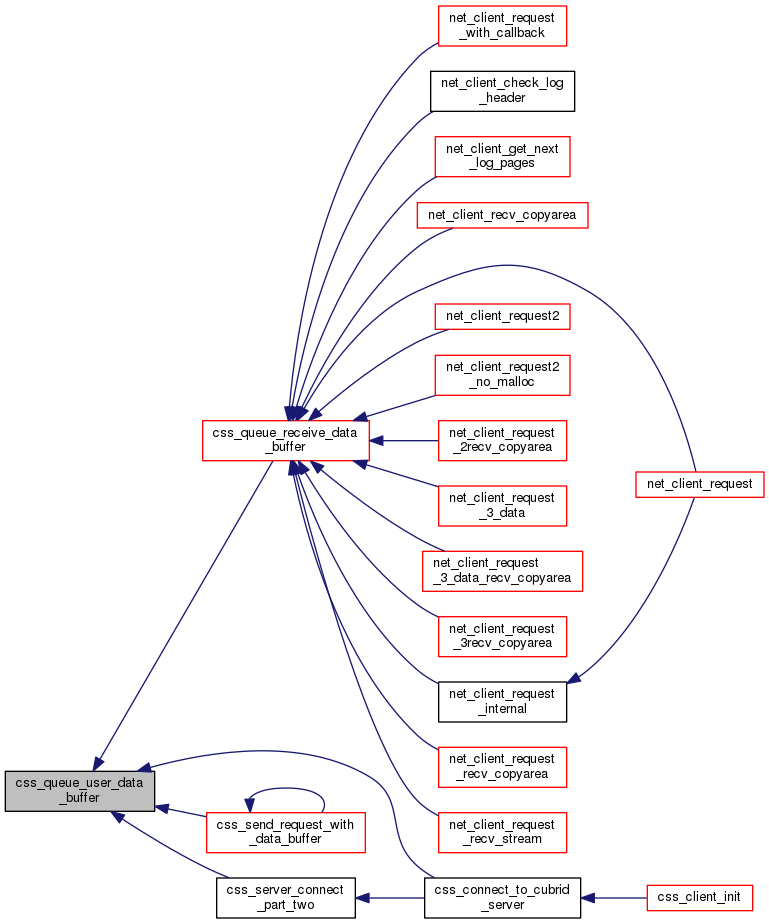 net_client_request
_with_callback
net_client_check_log
_header
net_client_get_next
_log_pages
net_client_recv_copyarea
net_client_request2
net_client_request2
_no_malloc
css_queue_receive_data
_buffer
net_client_request
_2recv_copyarea
net_client_request
net_client_request
_3_data
net_client_request
_3_data_recv_copyarea
net_client_request
_3recv_copyarea
net_client_request
_internal
net_client_request
_recv_copyarea
css_queue_user_data
_buffer
css_send_request_with
_data_buffer
net_client_request
_recv_stream
css_server_connect
_part_two
css_connect_to_cubrid
_server
css_client_init